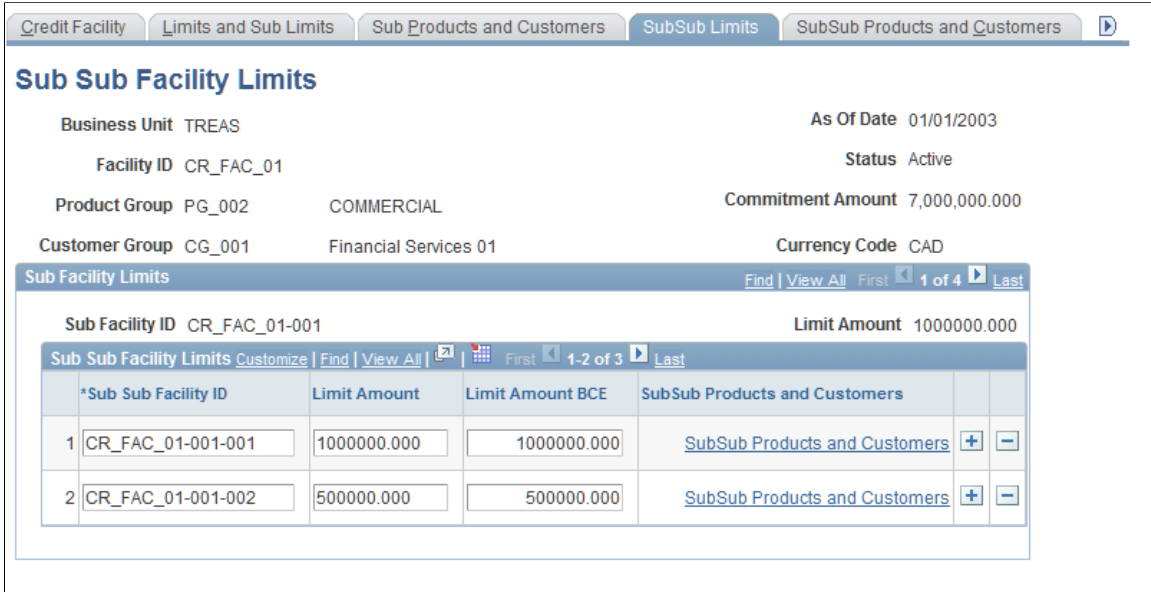 Credit Facility Limits and Sub Limits Sub Products and Customers SubSub Limits SubSub Products and Customers
Sub Sub Facility Limits
Business Unit TREAS As Of Date 01/01/2003
Facility ID CR_FAC_01 Status Active
Product Group PG_002 COMMERCIAL Commitment Amount 7,000,000.000
Customer Group CG_001 Financial Services 01 Currency Code CAD
Sub Facility Limits Find | View All First 1 of 4 Last
Sub Facility ID CR_FAC_01-001 Limit Amount 1000000.000
Sub Sub Facility Limits Customize | Find | View All | | First 1-2 of 3 Last
*Sub Sub Facility ID Limit Amount Limit Amount BCE SubSub Products and Customers
1 CR_FAC_01-001-001 1000000.000 1000000.000 SubSub Products and Customers + −
2 CR_FAC_01-001-002 500000.000 500000.000 SubSub Products and Customers + −